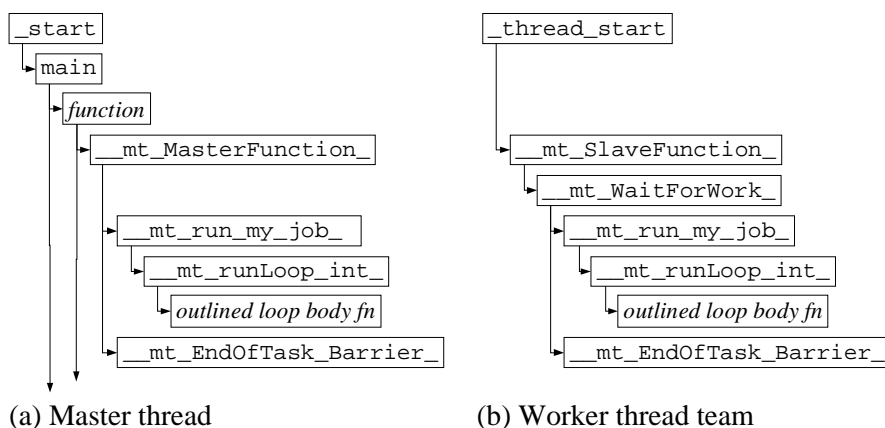 _start
main
function
__mt_MasterFunction_
__mt_run_my_job_
__mt_runLoop_int_
outlined loop body fn
__mt_EndOfTask_Barrier_
(a) Master thread
_thread_start
__mt_SlaveFunction_
__mt_WaitForWork_
__mt_run_my_job_
__mt_runLoop_int_
outlined loop body fn
__mt_EndOfTask_Barrier_
(b) Worker thread team